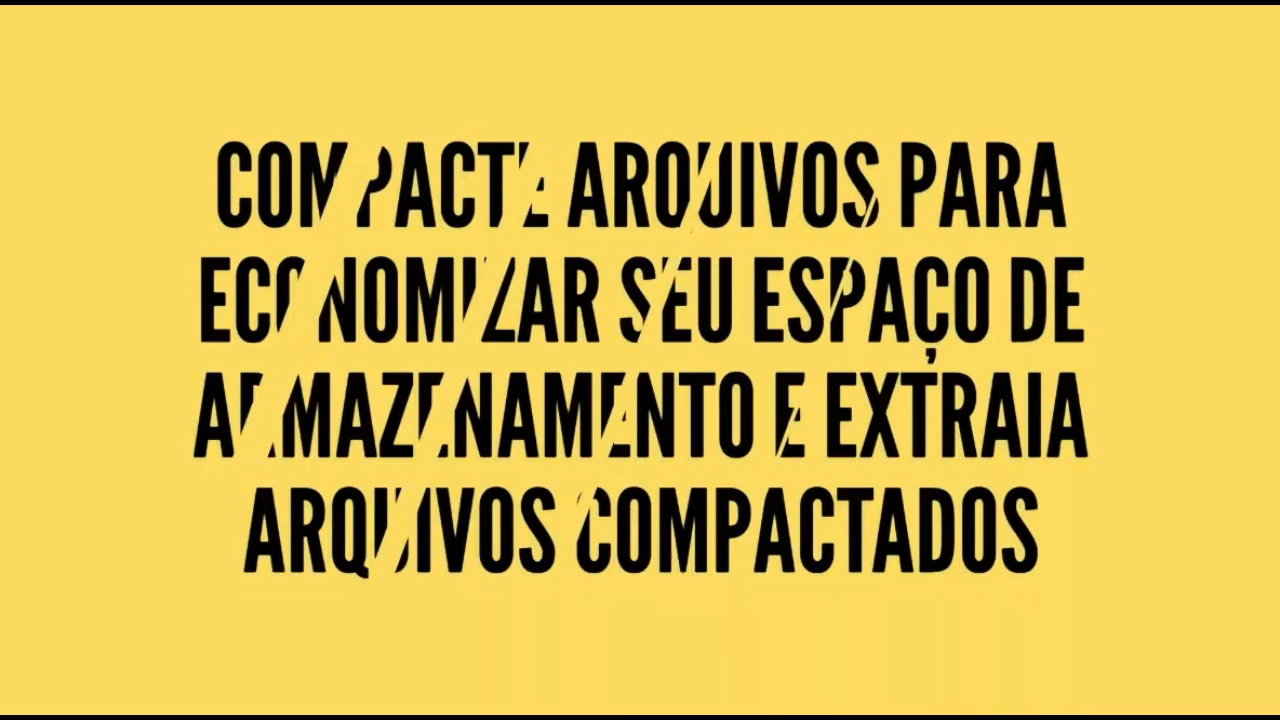 COMPACTE ARQUIVOS PARA
ECONOMIZAR SEU ESPAÇO DE
ARMAZENAMENTO E EXTRAIA
ARQUIVOS COMPACTADOS